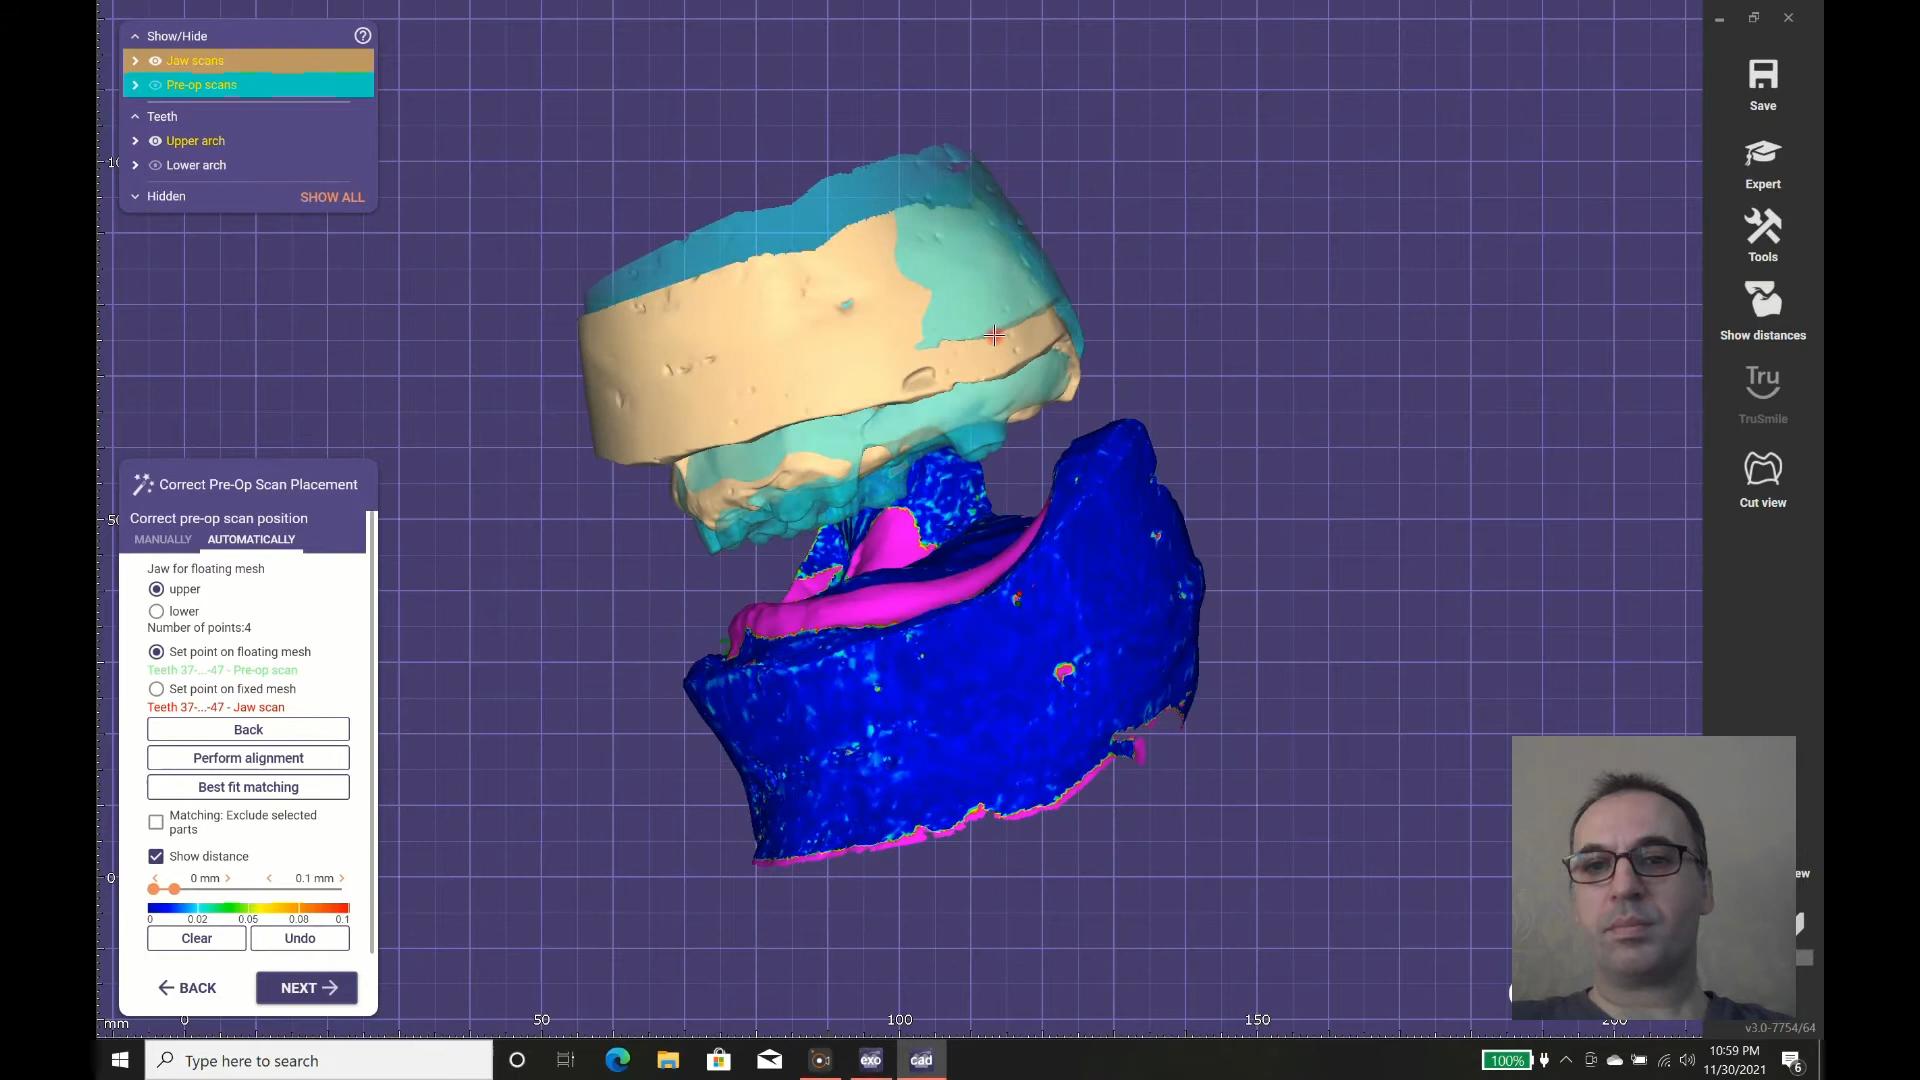 Show/Hide
Jaw scans
Pre-op scans
Teeth
Upper arch
Lower arch
Hidden SHOW ALL
Correct Pre-Op Scan Placement
Correct pre-op scan position
MANUALLY AUTOMATICALLY
Jaw for floating mesh
upper
lower
Number of points:4
Set point on floating mesh
Teeth 37-...-47 - Pre-op scan
Set point on fixed mesh
Teeth 37-...-47 - Jaw scan
Back
Perform alignment
Best fit matching
Matching: Exclude selected
parts
Show distance
0 mm 0.1 mm
0 0.02 0.05 0.08 0.1
Clear Undo
BACK NEXT
mm 0 50 100 150 200
50
0
Save
Expert
Tools
Show distances
Tru
TruSmile
Cut view
ew
v3.0-7754/64
Type here to search
exo
cad
100%
10:59 PM
11/30/2021
6